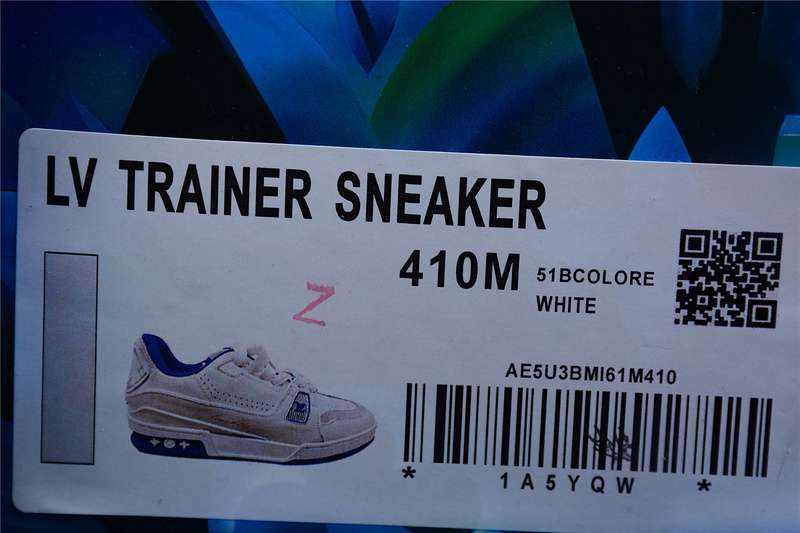 LV TRAINER SNEAKER
410M
51BCOLORE
WHITE
Z
AE5U3BMI61M410
* 1A5YQW *